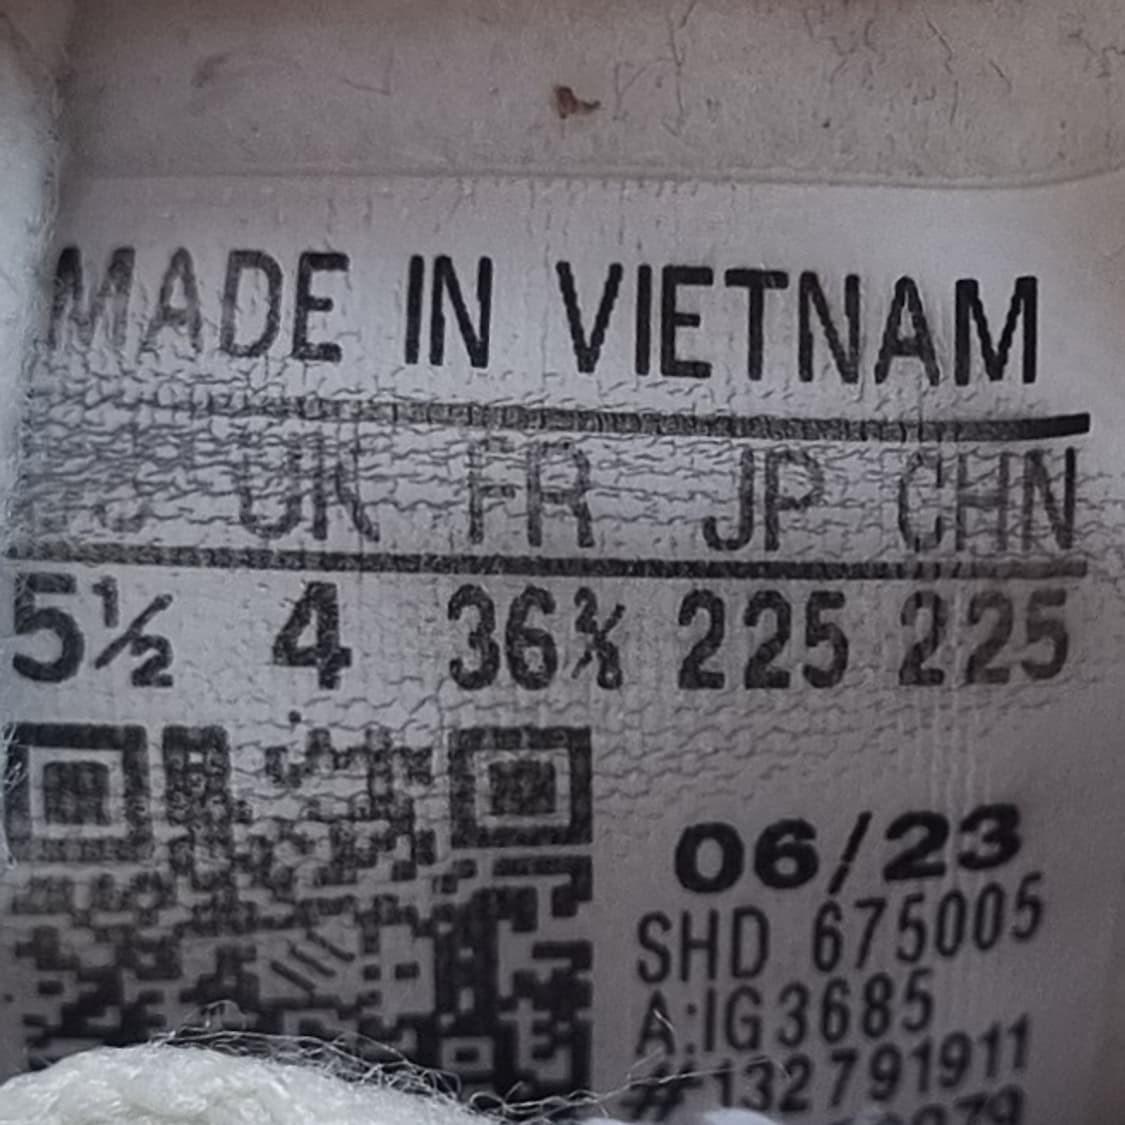 MADE IN VIETNAM
US UK FR JP CHN
5½ 4 36⅔ 225 225
06/23
SHD 675005
A:IG3685
#132791911